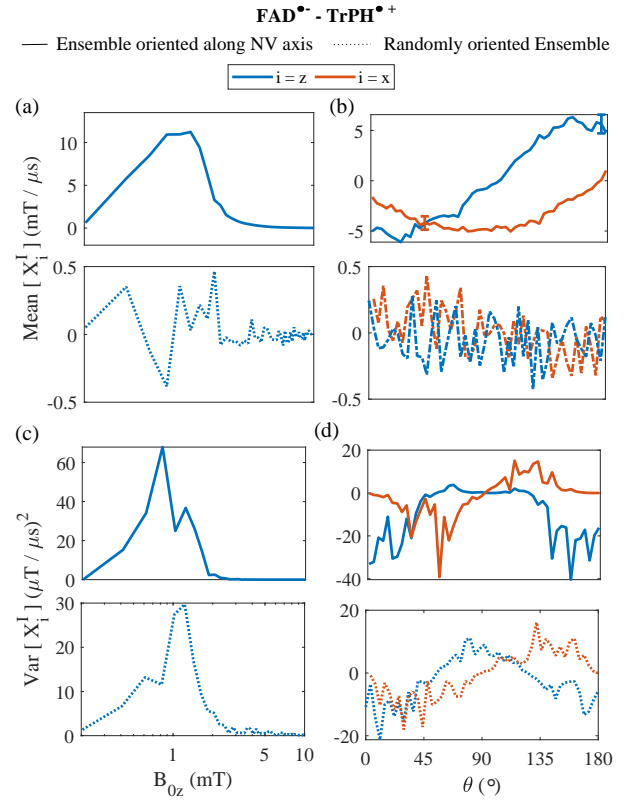 FAD●- - TrPH●+
Ensemble oriented along NV axis
Randomly oriented Ensemble
i = z
i = x
(a)
(b)
10
5
0
5
0
-5
Mean [ X_i^I ] (mT / μs)
0.5
0
-0.5
0.5
0
-0.5
(c)
(d)
60
40
20
0
20
0
-20
-40
Var [ X_i^I ] (μT / μs)²
30
20
10
0
20
0
-20
1
5
10
0
45
90
135
180
B_0z (mT)
θ (°)